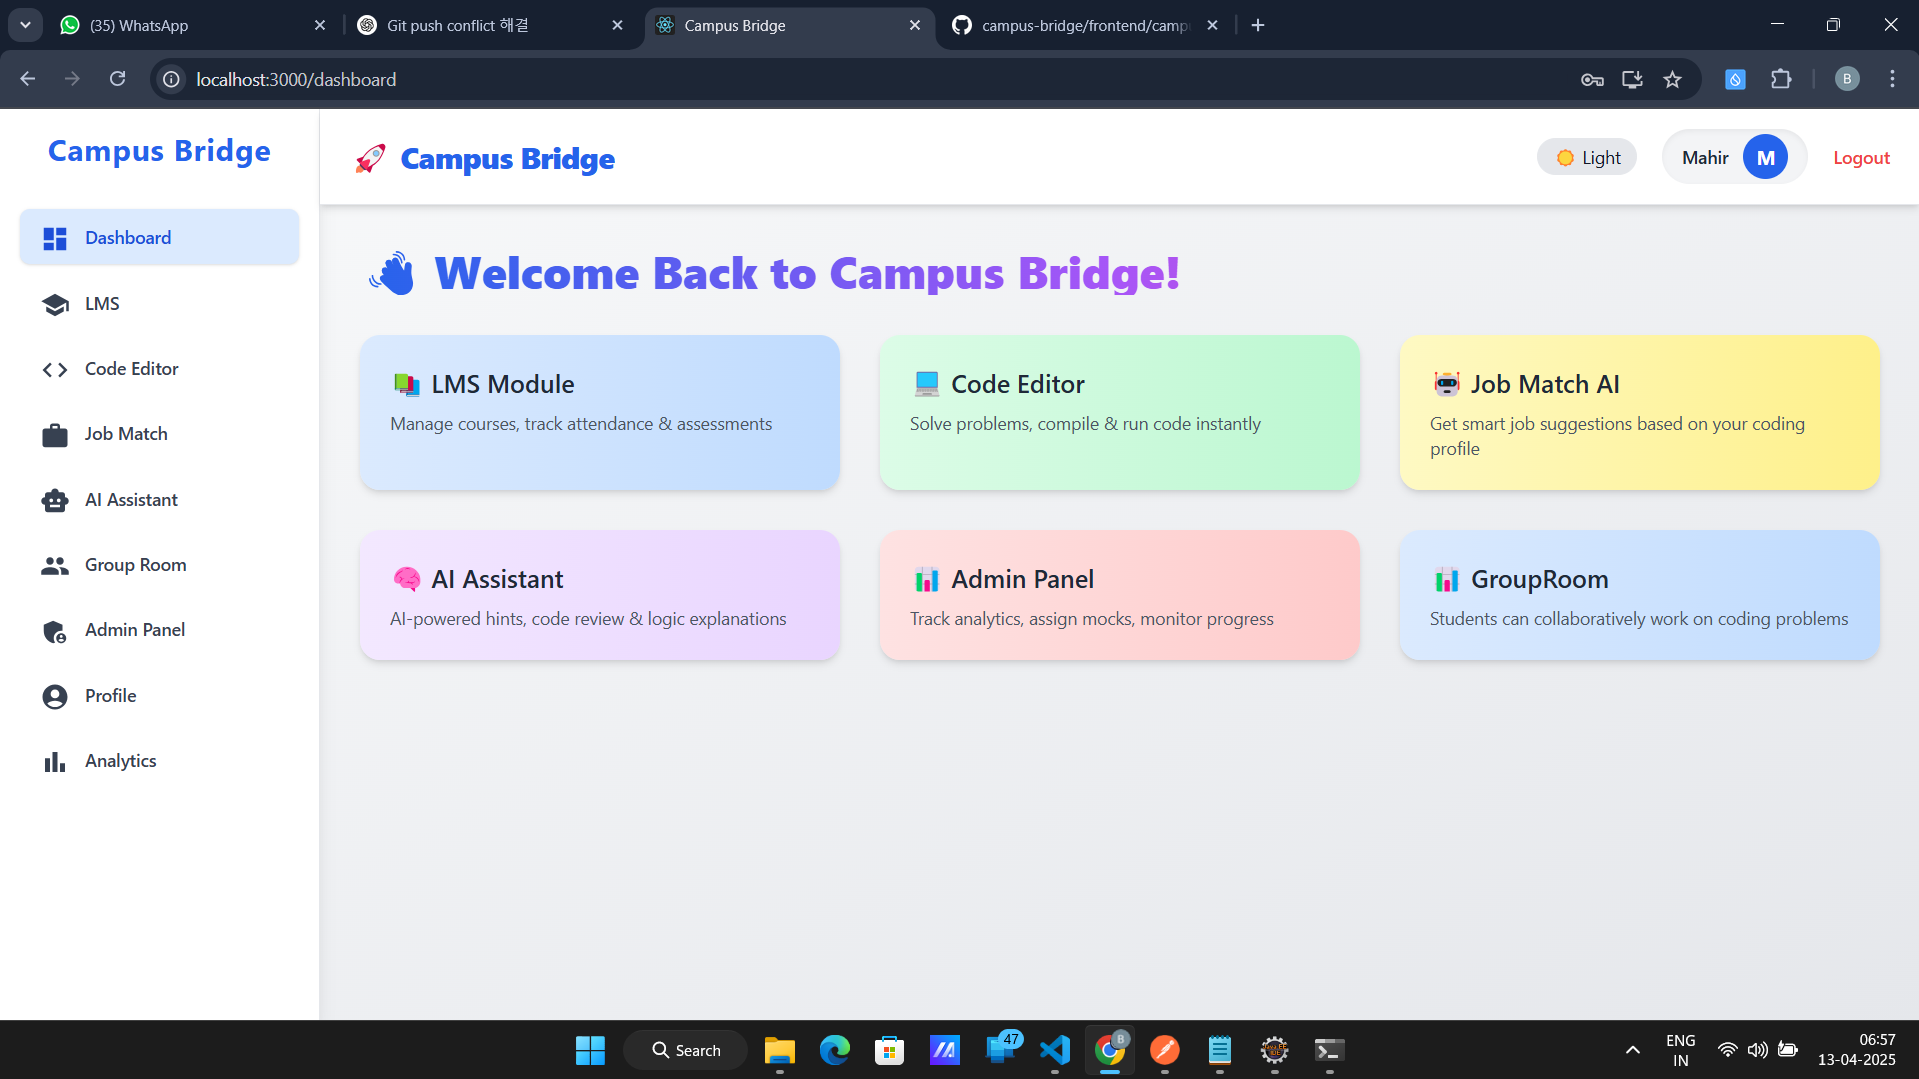 (35) WhatsApp
Git push conflict 해결
Campus Bridge
campus-bridge/frontend/camp
localhost:3000/dashboard
B
Campus Bridge
Dashboard
LMS
Code Editor
Job Match
AI Assistant
Group Room
Admin Panel
Profile
Analytics
Campus Bridge
Light
Mahir
M
Logout
Welcome Back to Campus Bridge!
LMS Module
Manage courses, track attendance & assessments
Code Editor
Solve problems, compile & run code instantly
Job Match AI
Get smart job suggestions based on your coding
profile
AI Assistant
AI-powered hints, code review & logic explanations
Admin Panel
Track analytics, assign mocks, monitor progress
GroupRoom
Students can collaboratively work on coding problems
Search
47
B
ENG
IN
06:57
13-04-2025